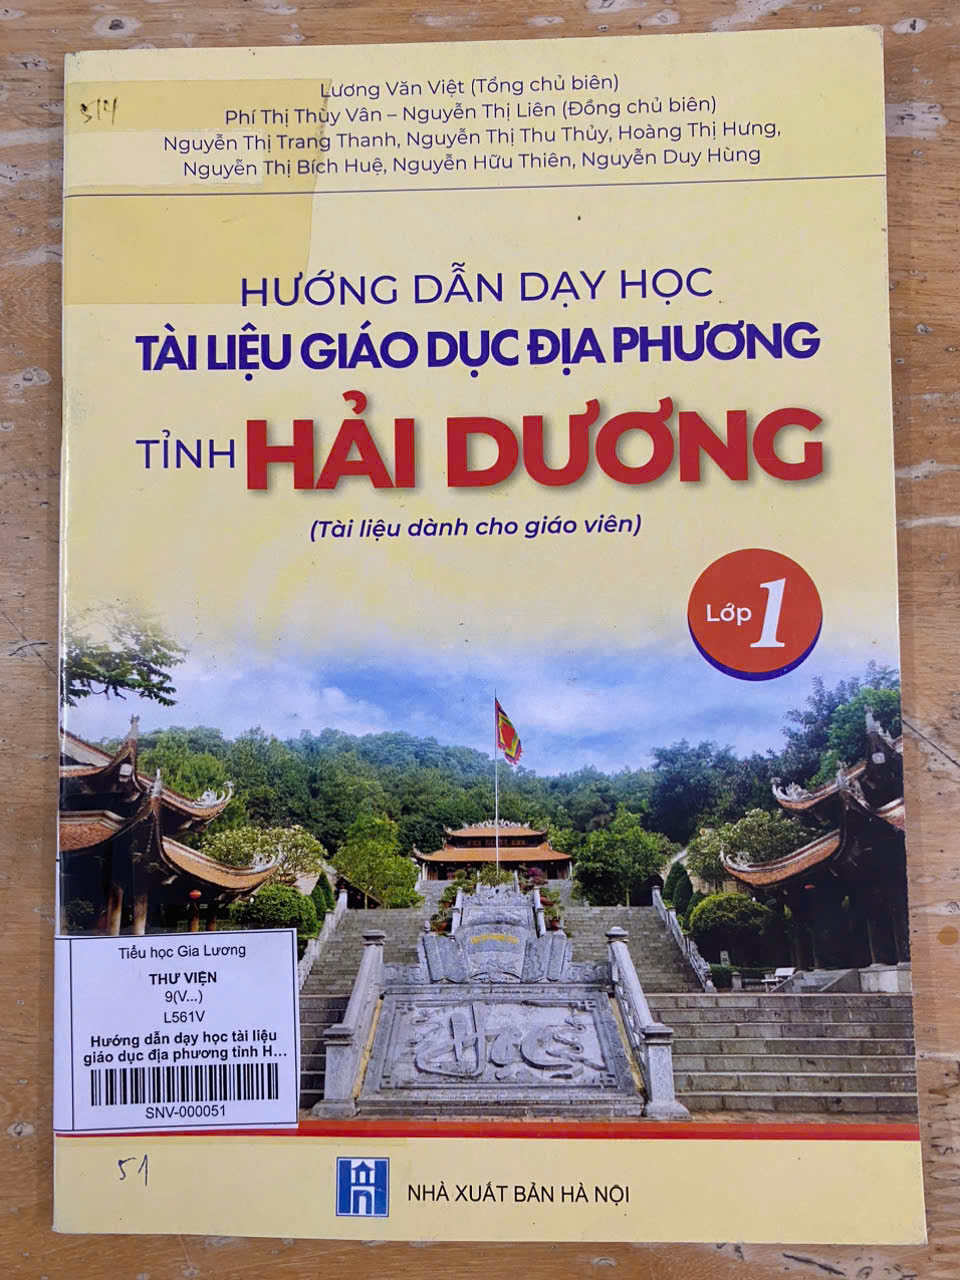 Lương Văn Việt (Tổng chủ biên)
514
Phí Thị Thùy Vân – Nguyễn Thị Liên (Đồng chủ biên)
Nguyễn Thị Trang Thanh, Nguyễn Thị Thu Thủy, Hoàng Thị Hưng,
Nguyễn Thị Bích Huệ, Nguyễn Hữu Thiên, Nguyễn Duy Hùng
HƯỚNG DẪN DẠY HỌC
TÀI LIỆU GIÁO DỤC ĐỊA PHƯƠNG
TỈNH HẢI DƯƠNG
(Tài liệu dành cho giáo viên)
Lớp 1
Học
Tiểu học Gia Lương
THƯ VIỆN
9(V...)
L561V
Hướng dẫn dạy học tài liệu
giáo dục địa phương tỉnh H...
SNV-000051
51
NHÀ XUẤT BẢN HÀ NỘI